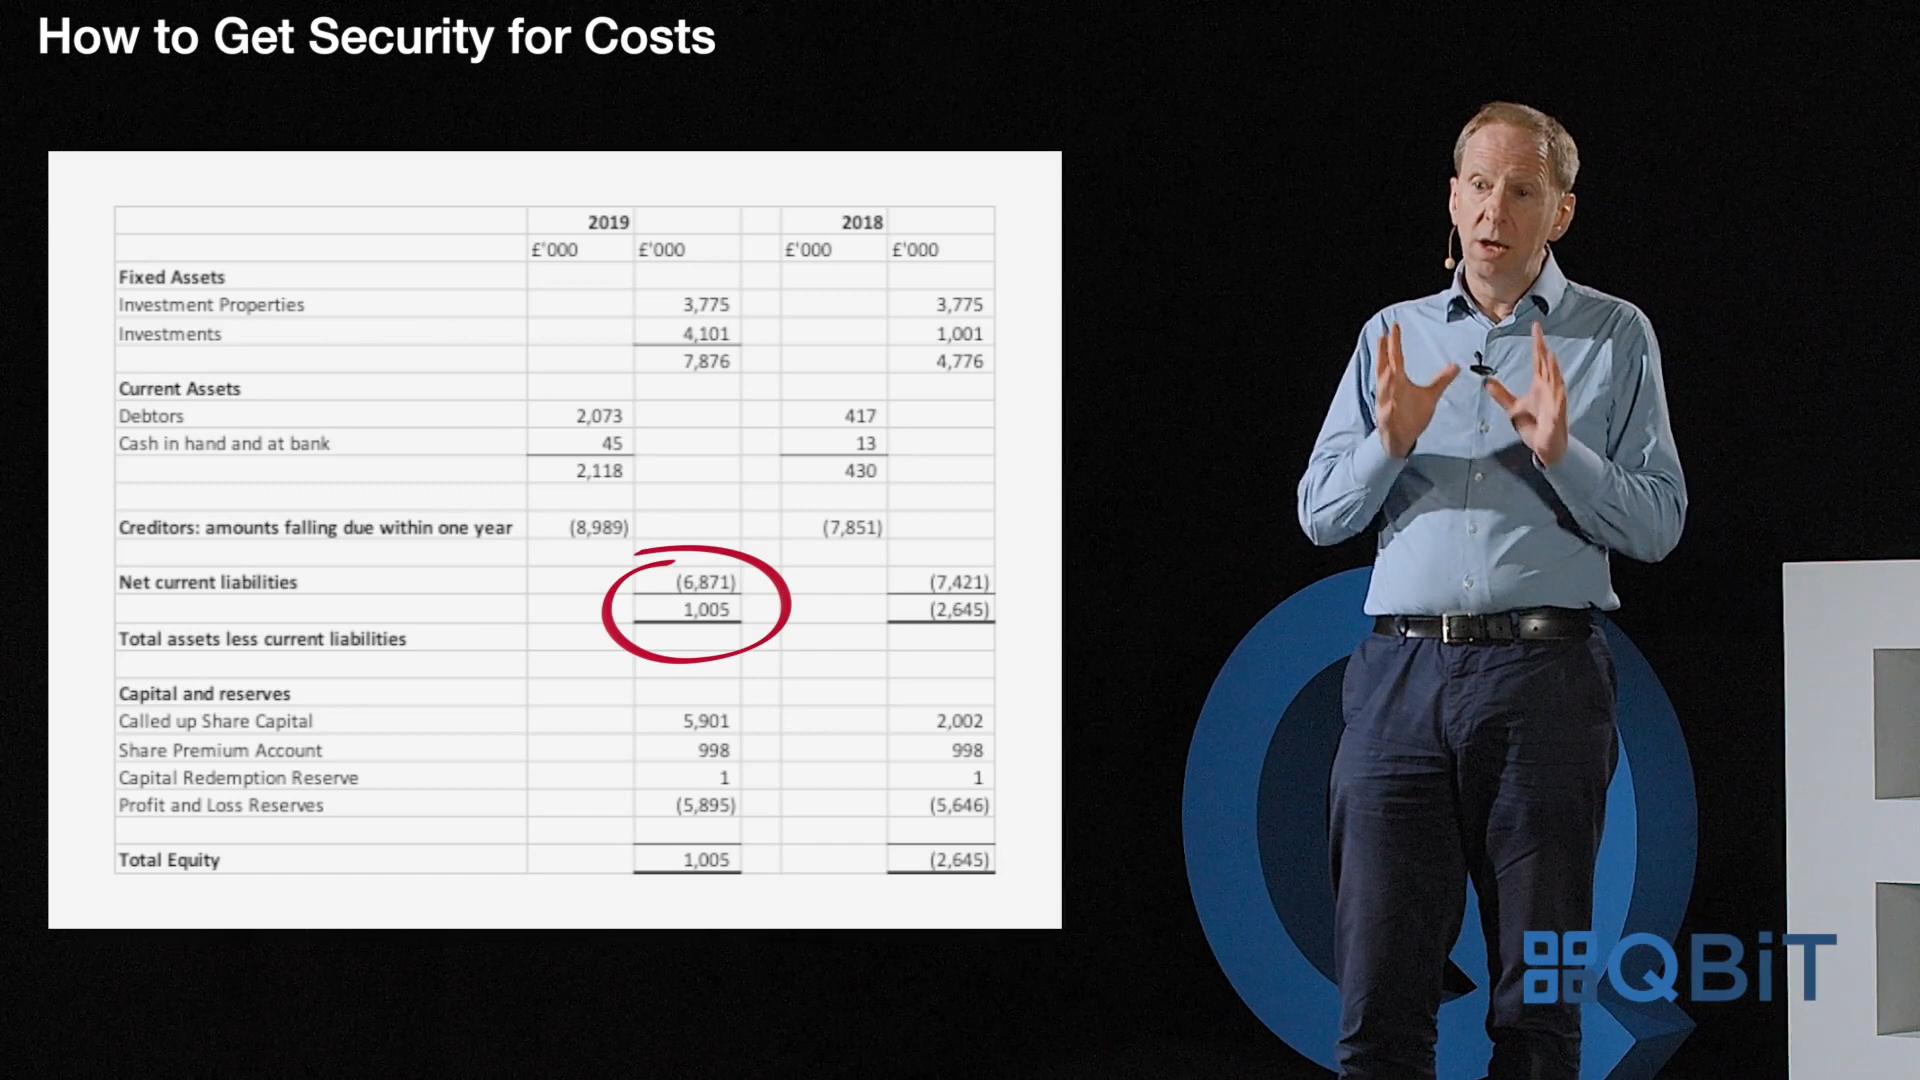 How to Get Security for Costs
2019 2018
£'000 £'000 £'000 £'000
Fixed Assets
Investment Properties 3,775 3,775
Investments 4,101 1,001
7,876 4,776
Current Assets
Debtors 2,073 417
Cash in hand and at bank 45 13
2,118 430
Creditors: amounts falling due within one year (8,989) (7,851)
Net current liabilities (6,871) (7,421)
1,005 (2,645)
Total assets less current liabilities
Capital and reserves
Called up Share Capital 5,901 2,002
Share Premium Account 998 998
Capital Redemption Reserve 1 1
Profit and Loss Reserves (5,895) (5,646)
Total Equity 1,005 (2,645)
QBiT